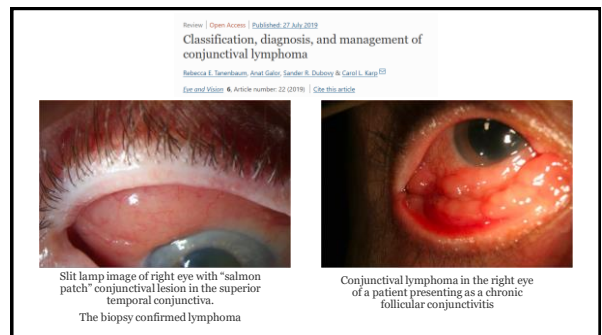 Review | Open Access | Published: 27 July 2019
Classification, diagnosis, and management of
conjunctival lymphoma
Rebecca E. Tanenbaum, Anat Galor, Sander R. Dubovy & Carol L. Karp
Eye and Vision 6, Article number: 22 (2019) | Cite this article
Slit lamp image of right eye with “salmon
patch” conjunctival lesion in the superior
temporal conjunctiva.
The biopsy confirmed lymphoma
Conjunctival lymphoma in the right eye
of a patient presenting as a chronic
follicular conjunctivitis